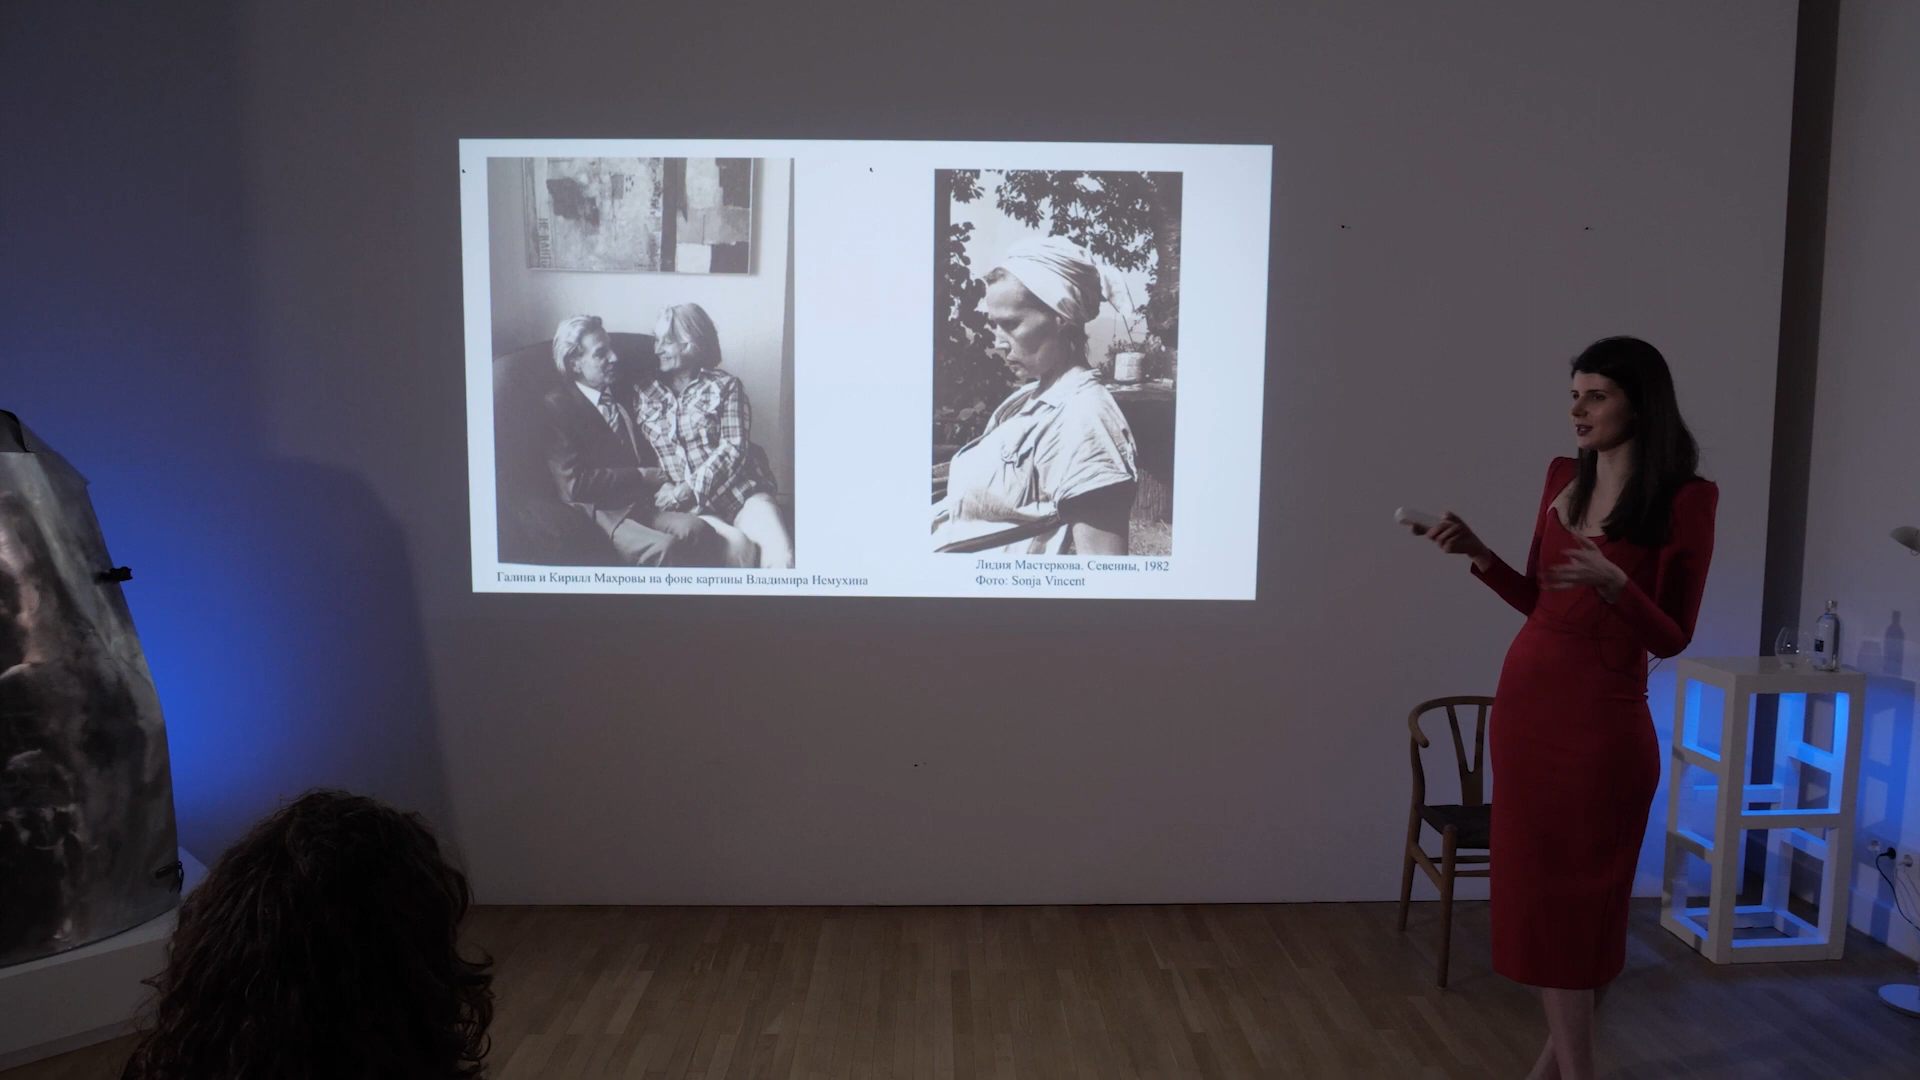 Галина и Кирилл Махровы на фоне картины Владимира Немухина
Лидия Мастеркова. Севенны, 1982
Фото: Sonja Vincent